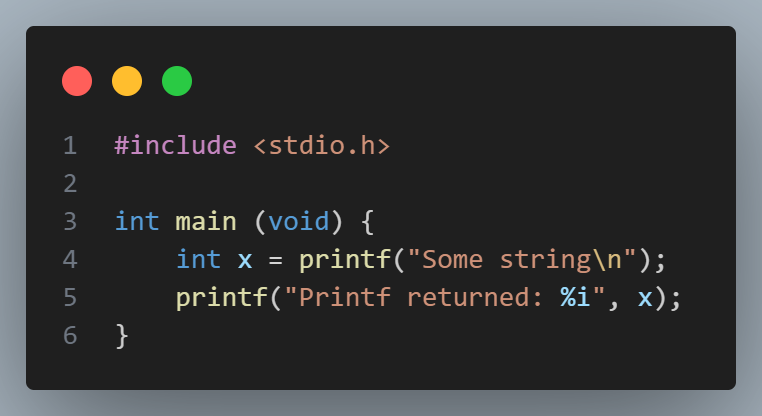 1 #include <stdio.h>
2
3 int main (void) {
4     int x = printf("Some string\n");
5     printf("Printf returned: %i", x);
6 }